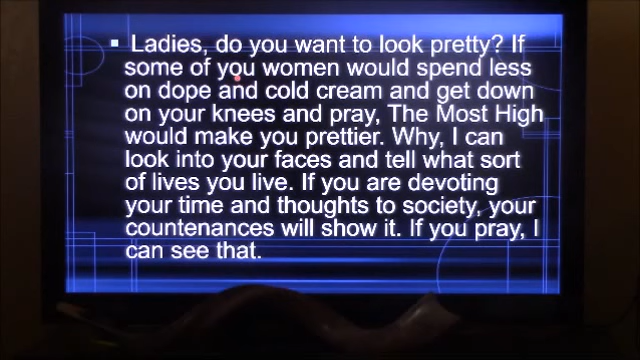 Ladies, do you want to look pretty? If
some of you women would spend less
on dope and cold cream and get down
on your knees and pray, The Most High
would make you prettier. Why, I can
look into your faces and tell what sort
of lives you live. If you are devoting
your time and thoughts to society, your
countenances will show it. If you pray, I
can see that.